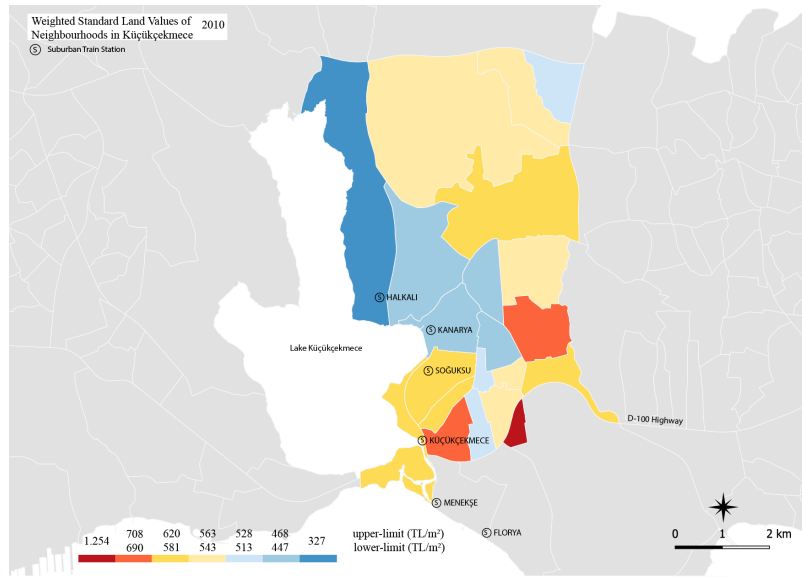 Weighted Standard Land Values of
Neighbourhoods in Küçükçekmece
2010
S Suburban Train Station
S HALKALI
S KANARYA
Lake Küçükçekmece
S SOĞUKSU
D-100 Highway
S KÜÇÜKÇEKMECE
S MENEKŞE
S FLORYA
1.254 708 620 563 528 468 327 upper-limit (TL/m²)
690 581 543 513 447 lower-limit (TL/m²)
0 1 2 km